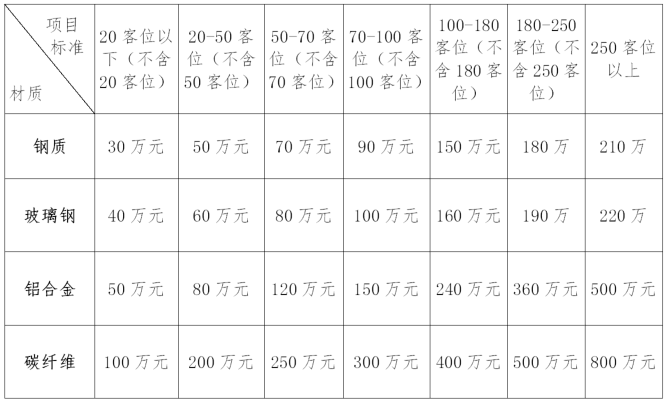 项目
标准
材质
20 客位以
下（不含
20 客位）
20-50 客
位（不含
50 客位）
50-70 客
位（不含
70 客位）
70-100 客
位（不含
100 客位）
100-180
客位（不
含 180 客
位）
180-250
客位（不
含 250 客
位）
250 客位
以上
钢质
30 万元
50 万元
70 万元
90 万元
150 万元
180 万
210 万
玻璃钢
40 万元
60 万元
80 万元
100 万元
160 万元
190 万
220 万
铝合金
50 万元
80 万元
120 万元
150 万元
240 万元
360 万元
500 万元
碳纤维
100 万元
200 万元
250 万元
300 万元
400 万元
500 万元
800 万元